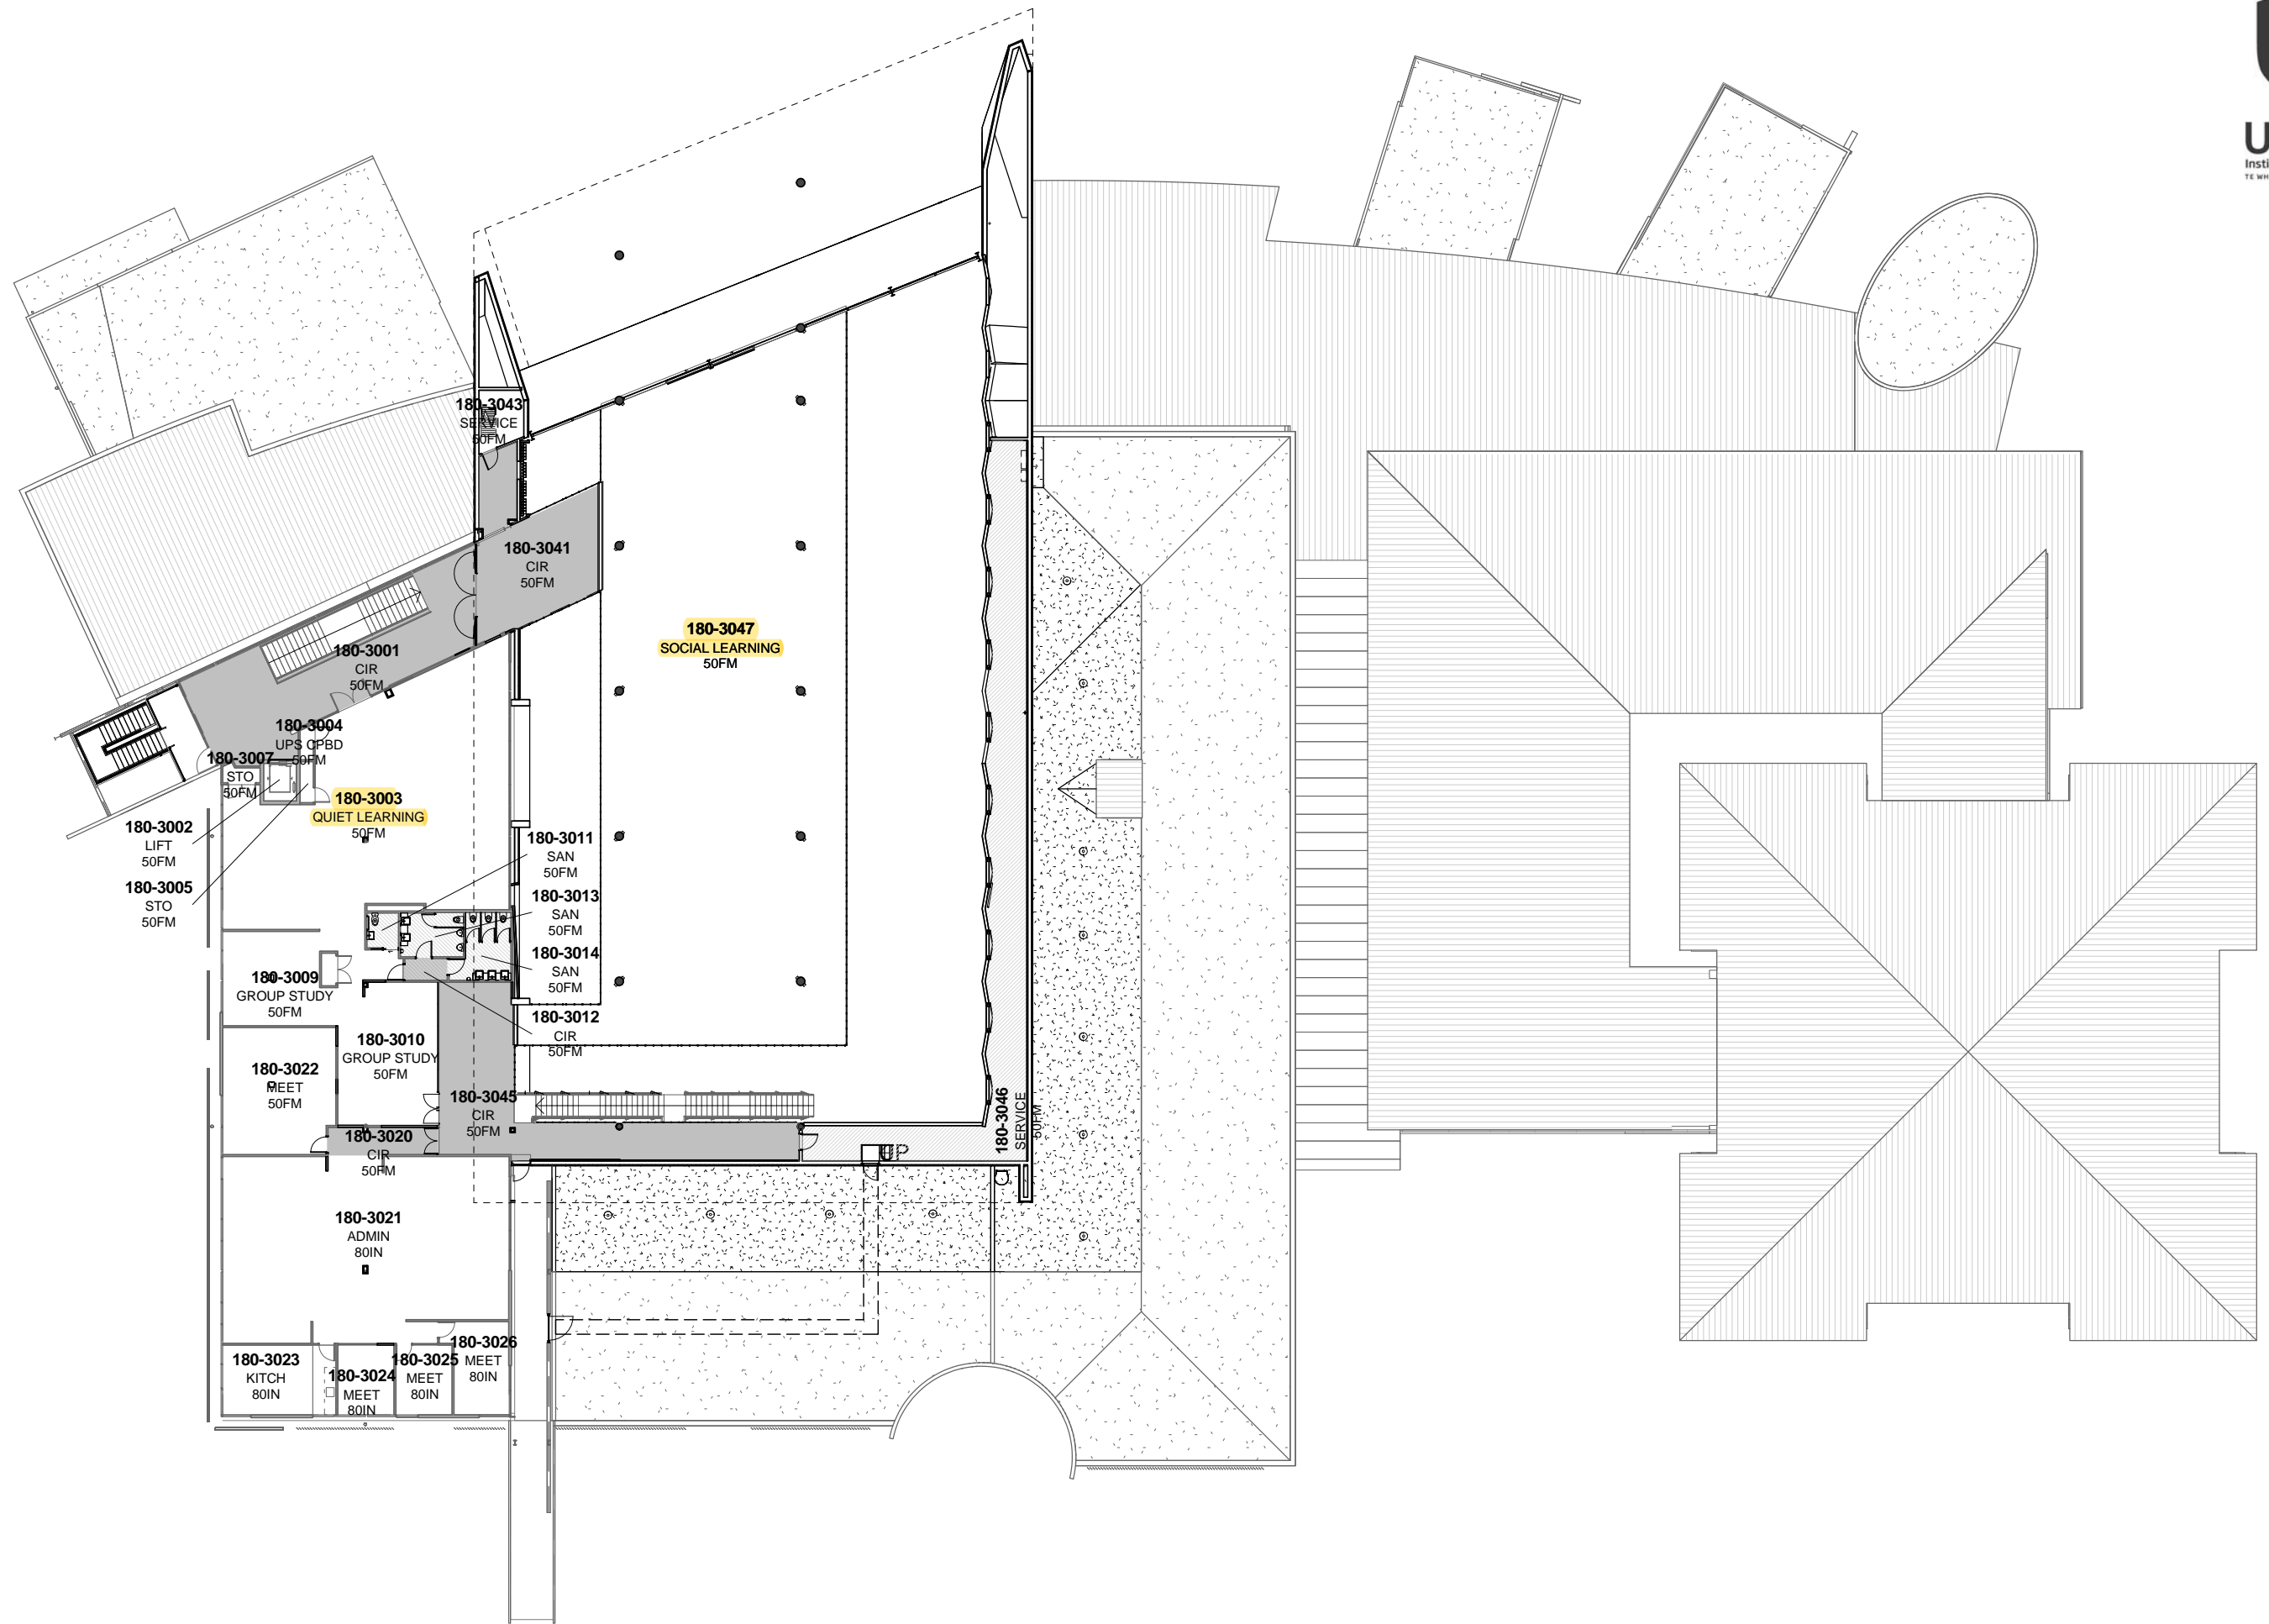 U
Insti
TE WH
180-3043
SERVICE
50FM
180-3041
CIR
50FM
180-3047
SOCIAL LEARNING
50FM
180-3001
CIR
50FM
180-3004
UPS CPBD
50FM
180-3007
STO
50FM
180-3003
QUIET LEARNING
50FM
180-3002
LIFT
50FM
180-3005
STO
50FM
180-3011
SAN
50FM
180-3013
SAN
50FM
180-3014
SAN
50FM
180-3009
GROUP STUDY
50FM
180-3012
CIR
50FM
180-3010
GROUP STUDY
50FM
180-3022
MEET
50FM
180-3045
CIR
50FM
180-3046
SERVICE
50FM
180-3020
CIR
50FM
UP
180-3021
ADMIN
80IN
180-3023
KITCH
80IN
180-3024
MEET
80IN
180-3025
MEET
80IN
180-3026
MEET
80IN